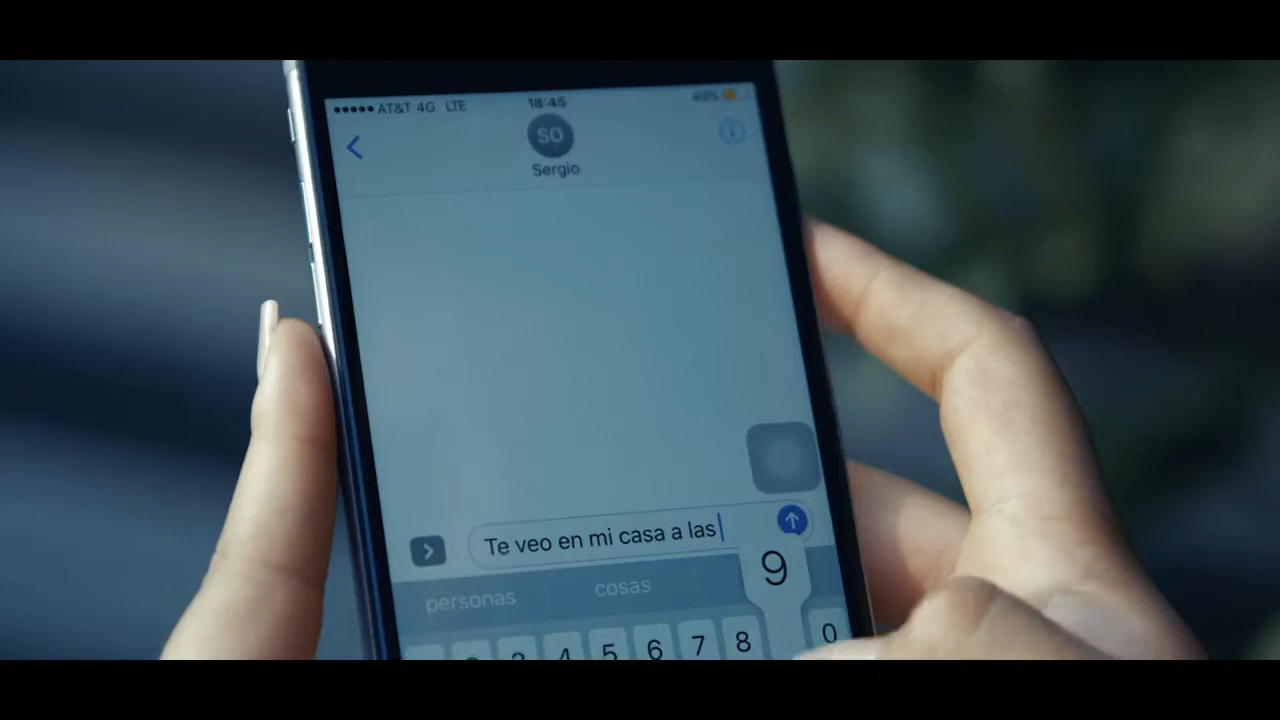 AT&T 4G LTE
18:45
SO
Sergio
Te veo en mi casa a las
9
personas cosas
3 4 5 6 7 8 0